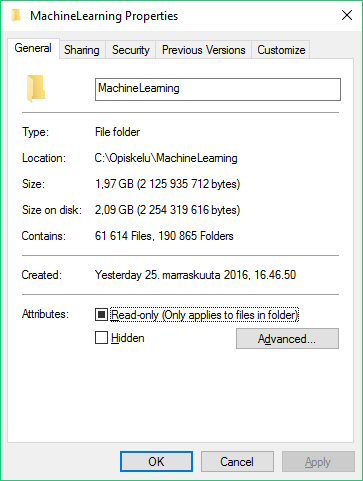 MachineLearning Properties
General Sharing Security Previous Versions Customize
MachineLearning
Type: File folder
Location: C:\Opiskelu\MachineLearning
Size: 1,97 GB (2 125 935 712 bytes)
Size on disk: 2,09 GB (2 254 319 616 bytes)
Contains: 61 614 Files, 190 865 Folders
Created: Yesterday 25. marraskuuta 2016, 16.46.50
Attributes: Read-only (Only applies to files in folder)
Hidden Advanced...
OK Cancel Apply